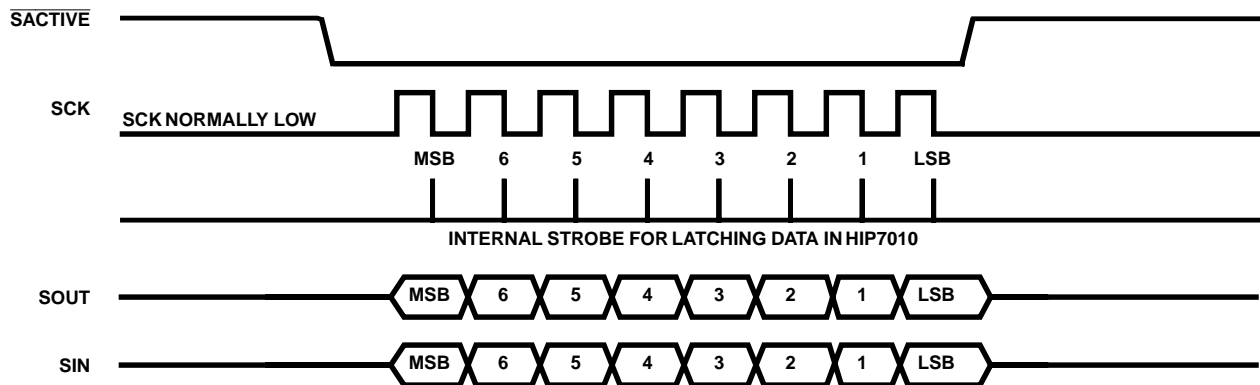 SACTIVE
SCK
SCK NORMALLY LOW
MSB 6 5 4 3 2 1 LSB
INTERNAL STROBE FOR LATCHING DATA IN HIP7010
SOUT MSB 6 5 4 3 2 1 LSB
SIN MSB 6 5 4 3 2 1 LSB